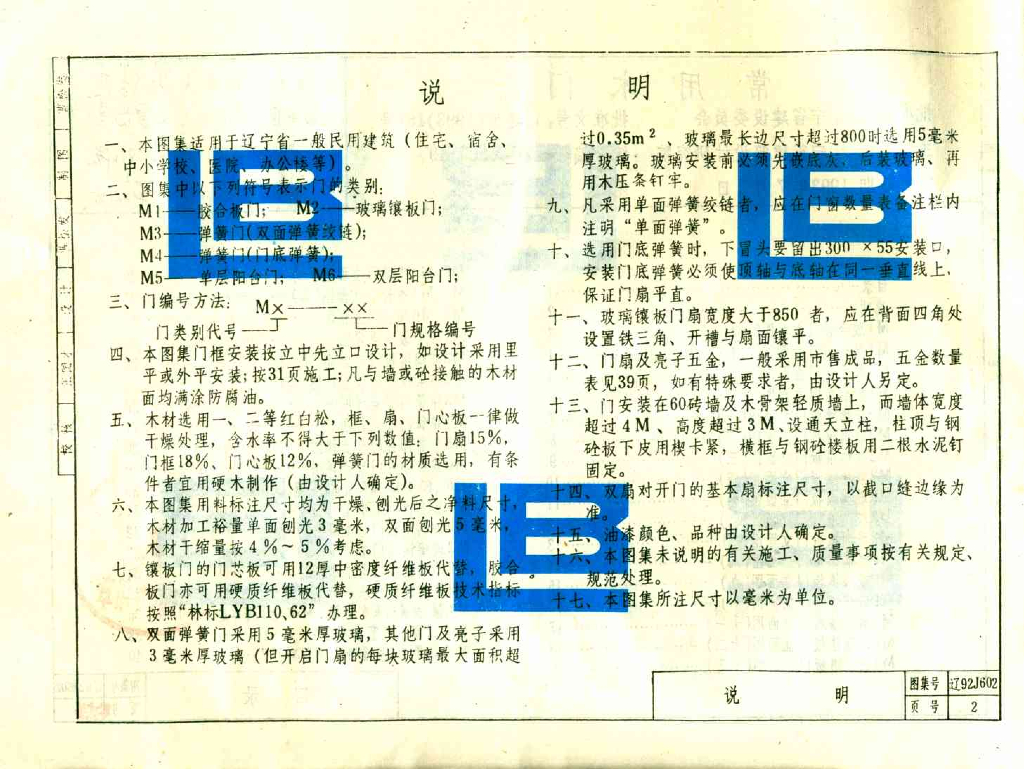 说 明
一、本图集适用于辽宁省一般民用建筑（住宅、宿舍、
中小学校、医院、办公楼等）。
二、图集中以下列符号表示门的类别：
M1——胶合板门； M2——玻璃镶板门；
M3——弹簧门（双面弹簧绞链）；
M4——弹簧门（门底弹簧）；
M5——单层阳台门； M6——双层阳台门；
三、门编号方法： M×———××
门类别代号 门规格编号
四、本图集门框安装按立中先立口设计，如设计采用里
平或外平安装；按31页施工；凡与墙或砼接触的木材
面均满涂防腐油。
五、木材选用一、二等红白松，框、扇、门心板一律做
干燥处理，含水率不得大于下列数值，门扇15%，
门框18%、门心板12%，弹簧门的材质选用，有条
件者宜用硬木制作（由设计人确定）。
六、本图集用料标注尺寸均为干燥、刨光后之净料尺寸，
木材加工裕量单面刨光3毫米，双面刨光5毫米，
木材干缩量按4%～5%考虑。
七、镶板门的门芯板可用12厚中密度纤维板代替，胶合
板门亦可用硬质纤维板代替，硬质纤维板技术指标
按照“林标LYB110，62”办理。
八、双面弹簧门采用5毫米厚玻璃，其他门及亮子采用
3毫米厚玻璃（但开启门扇的每块玻璃最大面积超
过0.35m²、玻璃最长边尺寸超过800时选用5毫米
厚玻璃。玻璃安装前必须先嵌底灰、后装玻璃、再
用木压条钉牢。
九、凡采用单面弹簧绞链者，应在门窗数量表备注栏内
注明“单面弹簧”。
十、选用门底弹簧时，下冒头要留出300×55安装口，
安装门底弹簧必须使顶轴与底轴在同一垂直线上，
保证门扇平直。
十一、玻璃镶板门扇宽度大于850者，应在背面四角处
设置铁三角、开槽与扇面镶平。
十二、门扇及亮子五金，一般采用市售成品，五金数量
表见39页，如有特殊要求者，由设计人另定。
十三、门安装在60砖墙及木骨架轻质墙上，而墙体宽度
超过4M、高度超过3M、设通天立柱，柱顶与钢
砼板下皮用楔卡紧，横框与钢砼楼板用二根水泥钉
固定。
十四、双扇对开门的基本扇标注尺寸，以截口缝边缘为
准。
十五、油漆颜色、品种由设计人确定。
十六、本图集未说明的有关施工、质量事项按有关规定、
规范处理。
十七、本图集所注尺寸以毫米为单位。
说 明
图集号 辽92J602
页号 2